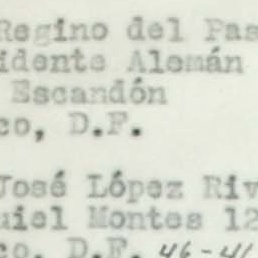 Regino del Pas
idente Alemán
Escandón
co, D.F.
José López Riv
uiel Montes 12
co. D.F. 46-41